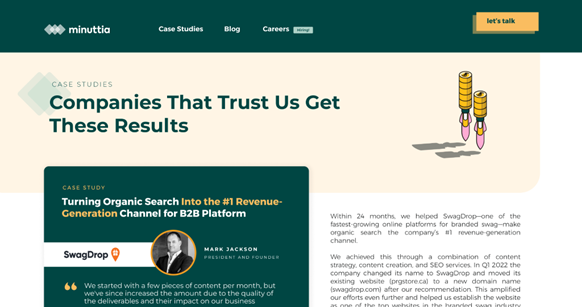 minuttia
Case Studies
Blog
Careers
Hiring!
let's talk
CASE STUDIES
Companies That Trust Us Get
These Results
CASE STUDY
Turning Organic Search Into the #1 Revenue-
Generation Channel for B2B Platform
SwagDrop
MARK JACKSON
PRESIDENT AND FOUNDER
We started with a few pieces of content per month, but
we've since increased the amount due to the quality of
the deliverables and their impact on our business
Within 24 months, we helped SwagDrop—one of the
fastest-growing online platforms for branded swag—make
organic search the company's #1 revenue-generation
channel.
We achieved this through a combination of content
strategy, content creation, and SEO services. In Q1 2022 the
company changed its name to SwagDrop and moved its
existing website (prgstore.ca) to a new domain name
(swagdrop.com) after our recommendation. This amplified
our efforts even further and helped us establish the website
as one of the top websites in the branded swag industry